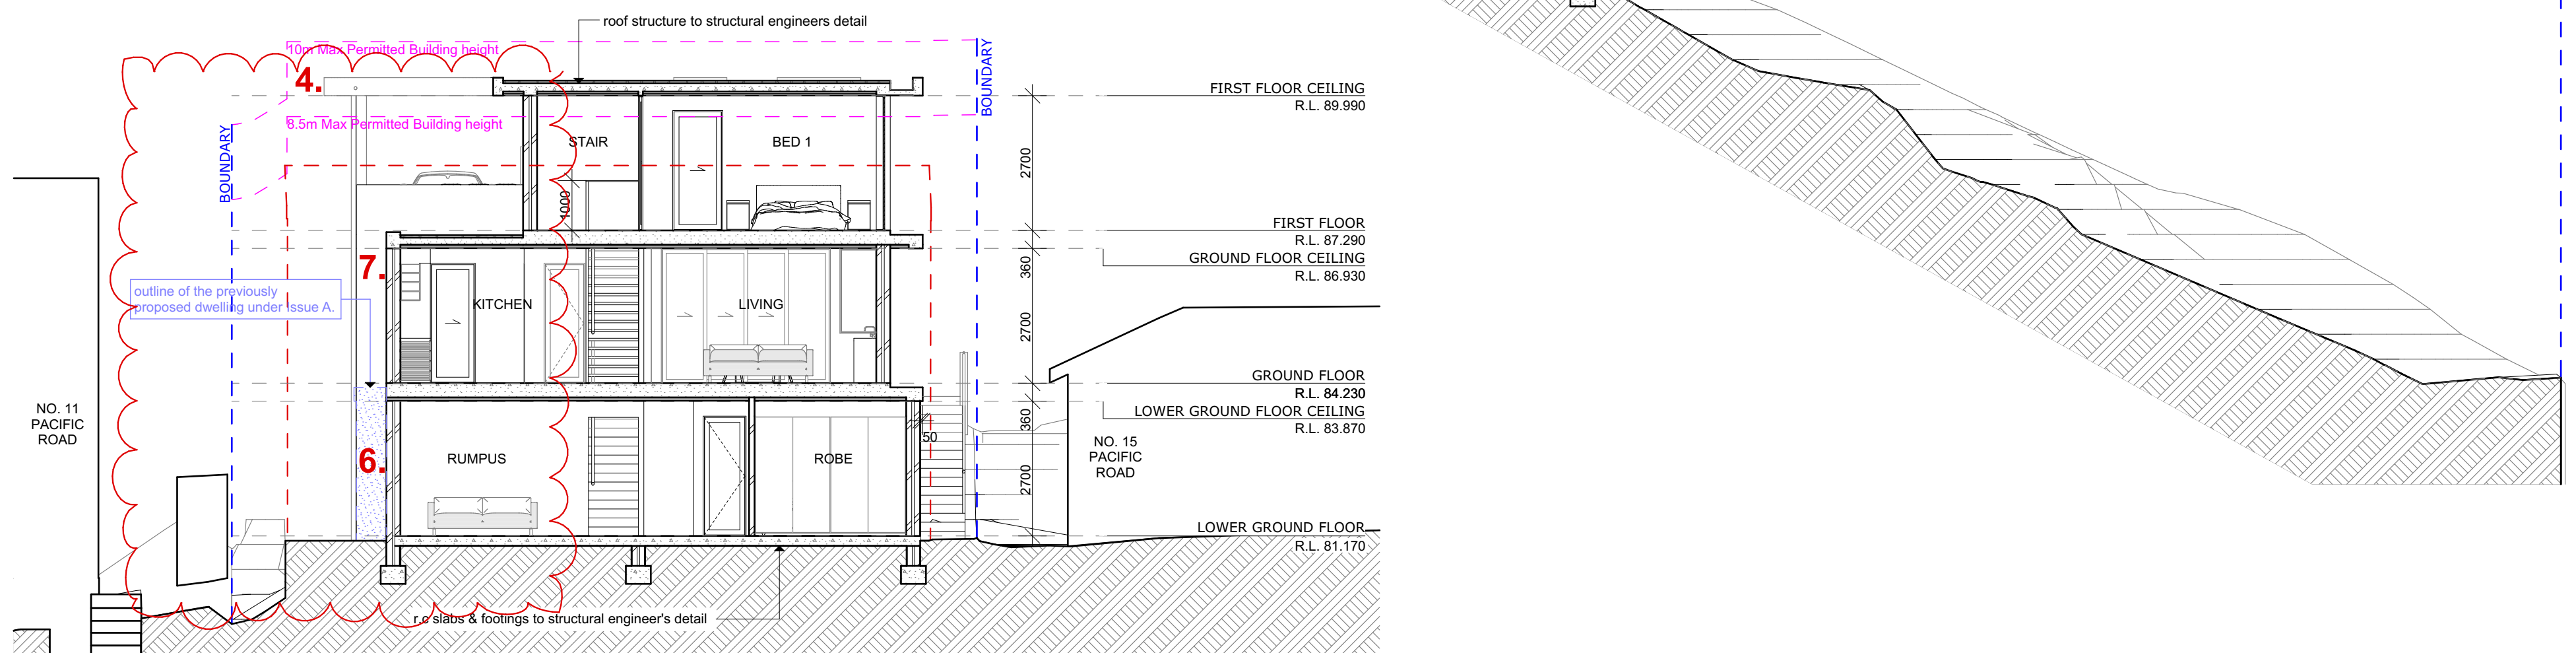 roof structure to structural engineers detail
10m Max Permitted Building height
4.
BOUNDARY
FIRST FLOOR CEILING
R.L. 89.990
8.5m Max Permitted Building height
BOUNDARY
STAIR
BED 1
2700
1000
FIRST FLOOR
R.L. 87.290
7.
360
GROUND FLOOR CEILING
R.L. 86.930
outline of the previously
proposed dwelling under Issue A.
KITCHEN
LIVING
2700
GROUND FLOOR
R.L. 84.230
NO. 11
PACIFIC
ROAD
360
LOWER GROUND FLOOR CEILING
R.L. 83.870
50
NO. 15
PACIFIC
ROAD
6.
RUMPUS
ROBE
2700
LOWER GROUND FLOOR
R.L. 81.170
r.c slabs & footings to structural engineer's detail